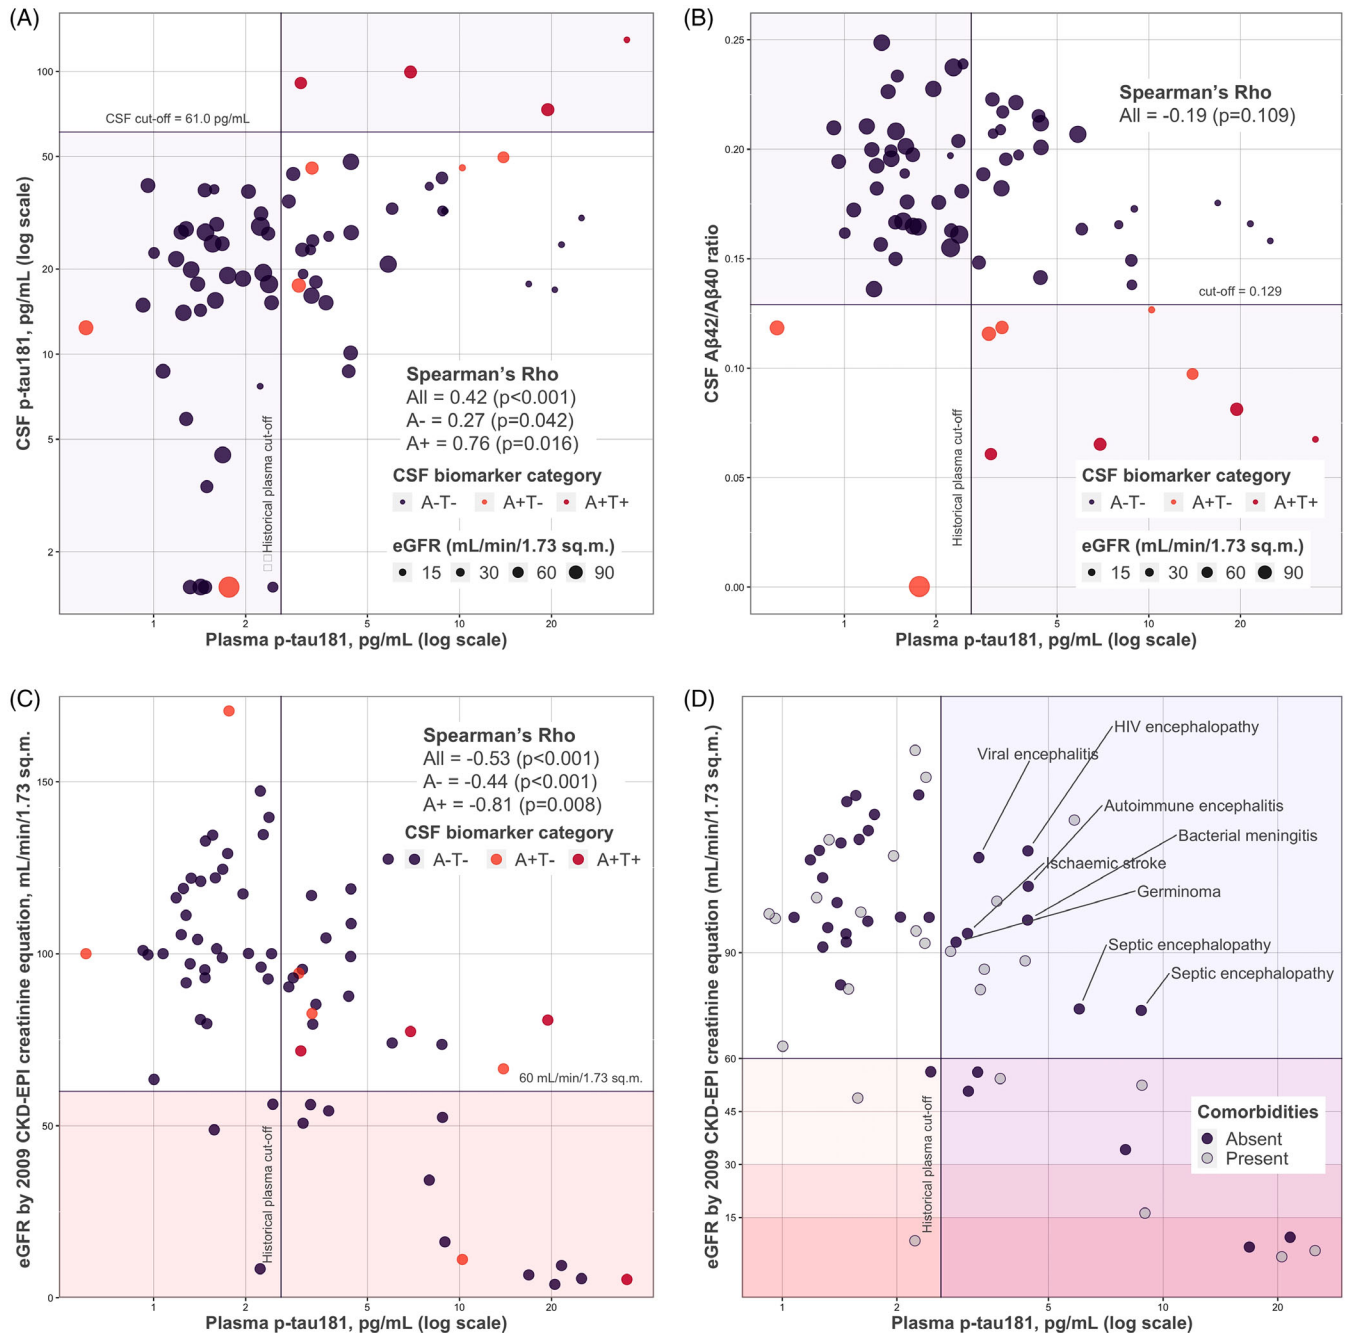 (A)
100
50
20
10
5
2
CSF p-tau181, pg/mL (log scale)
CSF cut-off = 61.0 pg/mL
Historical plasma cut-off
Spearman's Rho
All = 0.42 (p<0.001)
A- = 0.27 (p=0.042)
A+ = 0.76 (p=0.016)
CSF biomarker category
A-T- A+T- A+T+
eGFR (mL/min/1.73 sq.m.)
15 30 60 90
1 2 5 10 20
Plasma p-tau181, pg/mL (log scale)
(B)
0.25
0.20
0.15
0.10
0.05
0.00
CSF Aβ42/Aβ40 ratio
Spearman's Rho
All = -0.19 (p=0.109)
cut-off = 0.129
Historical plasma cut-off
CSF biomarker category
A-T- A+T- A+T+
eGFR (mL/min/1.73 sq.m.)
15 30 60 90
1 2 5 10 20
Plasma p-tau181, pg/mL (log scale)
(C)
150
100
50
0
eGFR by 2009 CKD-EPI creatinine equation, mL/min/1.73 sq.m.
Spearman's Rho
All = -0.53 (p<0.001)
A- = -0.44 (p<0.001)
A+ = -0.81 (p=0.008)
CSF biomarker category
A-T- A+T- A+T+
60 mL/min/1.73 sq.m.
Historical plasma cut-off
1 2 5 10 20
Plasma p-tau181, pg/mL (log scale)
(D)
90
60
45
30
15
eGFR by 2009 CKD-EPI creatinine equation (mL/min/1.73 sq.m.)
HIV encephalopathy
Viral encephalitis
Autoimmune encephalitis
Bacterial meningitis
Ischaemic stroke
Germinoma
Septic encephalopathy
Septic encephalopathy
Historical plasma cut-off
Comorbidities
Absent
Present
1 2 5 10 20
Plasma p-tau181, pg/mL (log scale)